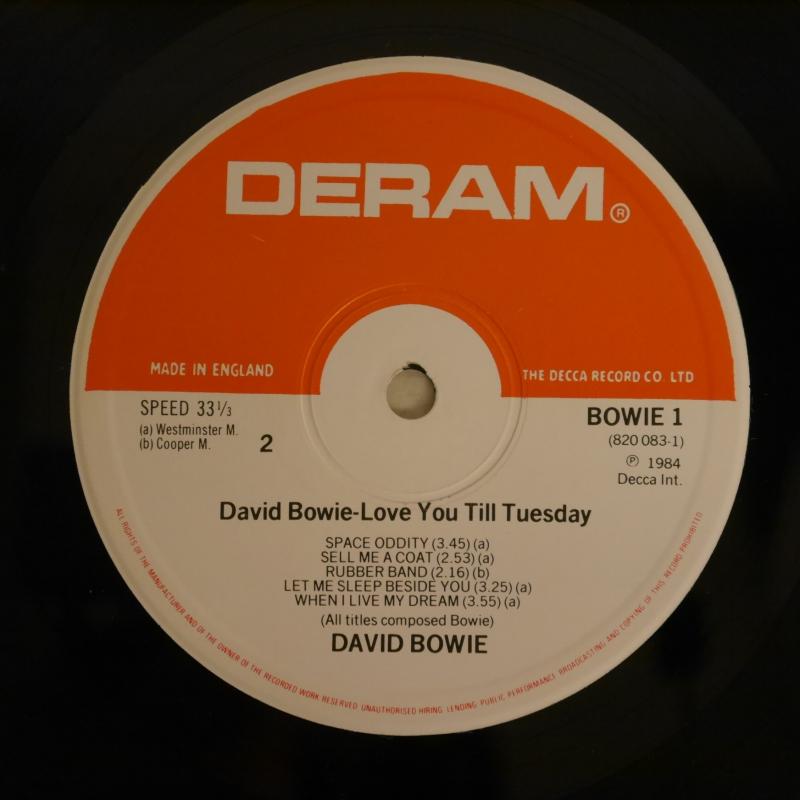 DERAM®
MADE IN ENGLAND
THE DECCA RECORD CO. LTD
SPEED 33 1/3
(a) Westminster M.
(b) Cooper M.
2
BOWIE 1
(820 083-1)
℗ 1984
Decca Int.
David Bowie-Love You Till Tuesday
SPACE ODDITY (3.45) (a)
SELL ME A COAT (2.53) (a)
RUBBER BAND (2.16) (b)
LET ME SLEEP BESIDE YOU (3.25) (a)
WHEN I LIVE MY DREAM (3.55) (a)
(All titles composed Bowie)
DAVID BOWIE
ALL RIGHTS OF THE MANUFACTURER AND OF THE OWNER OF THE RECORDED WORK RESERVED. UNAUTHORISED HIRING. LENDING. PUBLIC PERFORMANCE. BROADCASTING AND COPYING OF THIS RECORD PROHIBITED